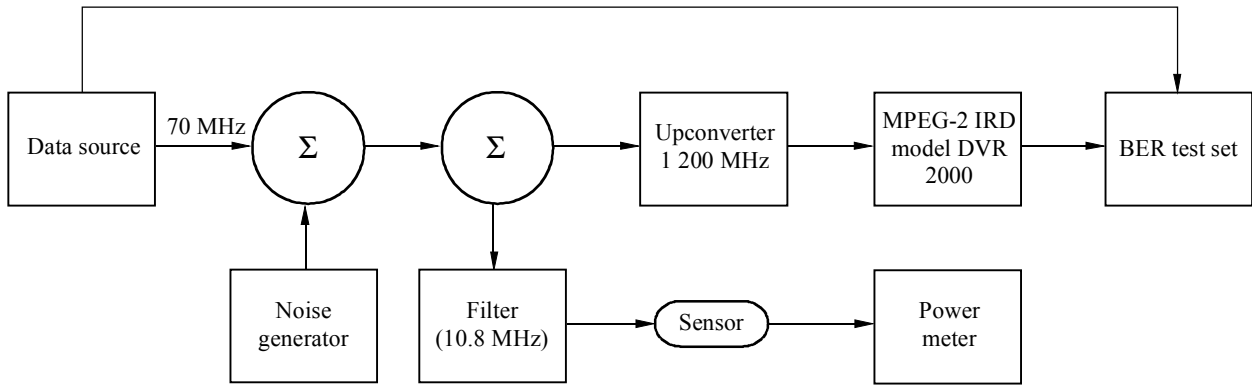 Data source
70 MHz
Σ
Σ
Upconverter
1 200 MHz
MPEG-2 IRD
model DVR
2000
BER test set
Noise
generator
Filter
(10.8 MHz)
Sensor
Power
meter